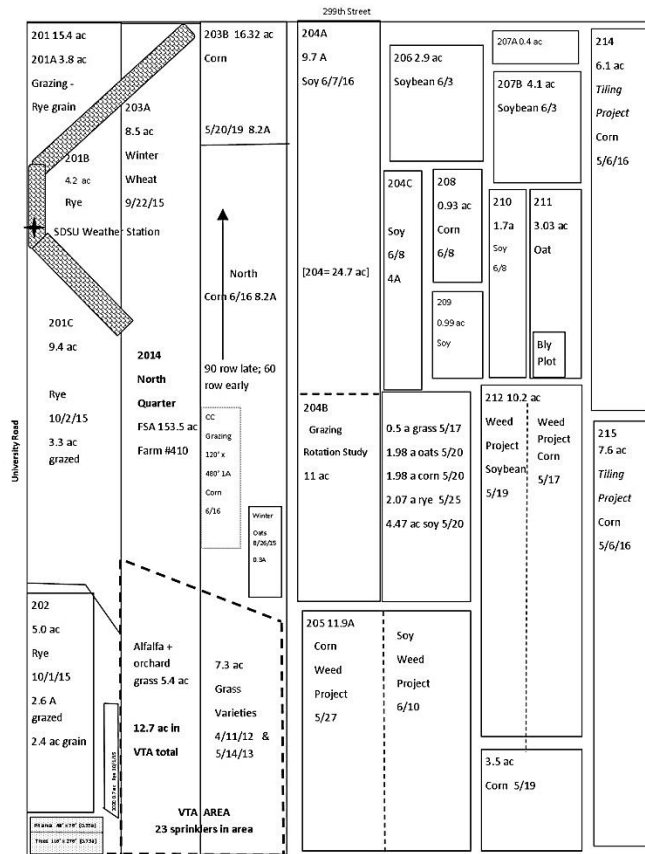 299th Street
201 15.4 ac
201A 3.8 ac
Grazing -
Rye grain
201B
4.2 ac
Rye
SDSU Weather Station
201C
9.4 ac
Rye
10/2/15
3.3 ac
grazed
University Road
202
5.0 ac
Rye
10/1/15
2.6 A
grazed
2.4 ac grain
203A
8.5 ac
Winter
Wheat
9/22/15
2014
North
Quarter
FSA 153.5 ac
Farm #410
Alfalfa +
orchard
grass 5.4 ac
12.7 ac in
VTA total
VTA AREA
23 sprinklers in area
203B 16.32 ac
Corn
5/20/19 8.2A
North
Corn 6/16 8.2A
90 row late; 60
row early
CC
Grazing
120' x
480' 1A
Corn
6/16
Winter
Oats
8/26/15
0.3A
7.3 ac
Grass
Varieties
4/11/12 &
5/14/13
204A
9.7 A
Soy 6/7/16
[204= 24.7 ac]
204B
Grazing
Rotation Study
11 ac
204C
Soy
6/8
4A
0.5 a grass 5/17
1.98 a oats 5/20
1.98 a corn 5/20
2.07 a rye 5/25
4.47 ac soy 5/20
205 11.9A
Corn
Weed
Project
5/27
Soy
Weed
Project
6/10
206 2.9 ac
Soybean 6/3
207A 0.4 ac
207B 4.1 ac
Soybean 6/3
208
0.93 ac
Corn
6/8
209
0.99 ac
Soy
210
1.7a
Soy
6/8
211
3.03 ac
Oat
Bly
Plot
212 10.2 ac
Weed
Project
Soybean
5/19
Weed
Project
Corn
5/17
3.5 ac
Corn 5/19
214
6.1 ac
Tiling
Project
Corn
5/6/16
215
7.6 ac
Tiling
Project
Corn
5/6/16